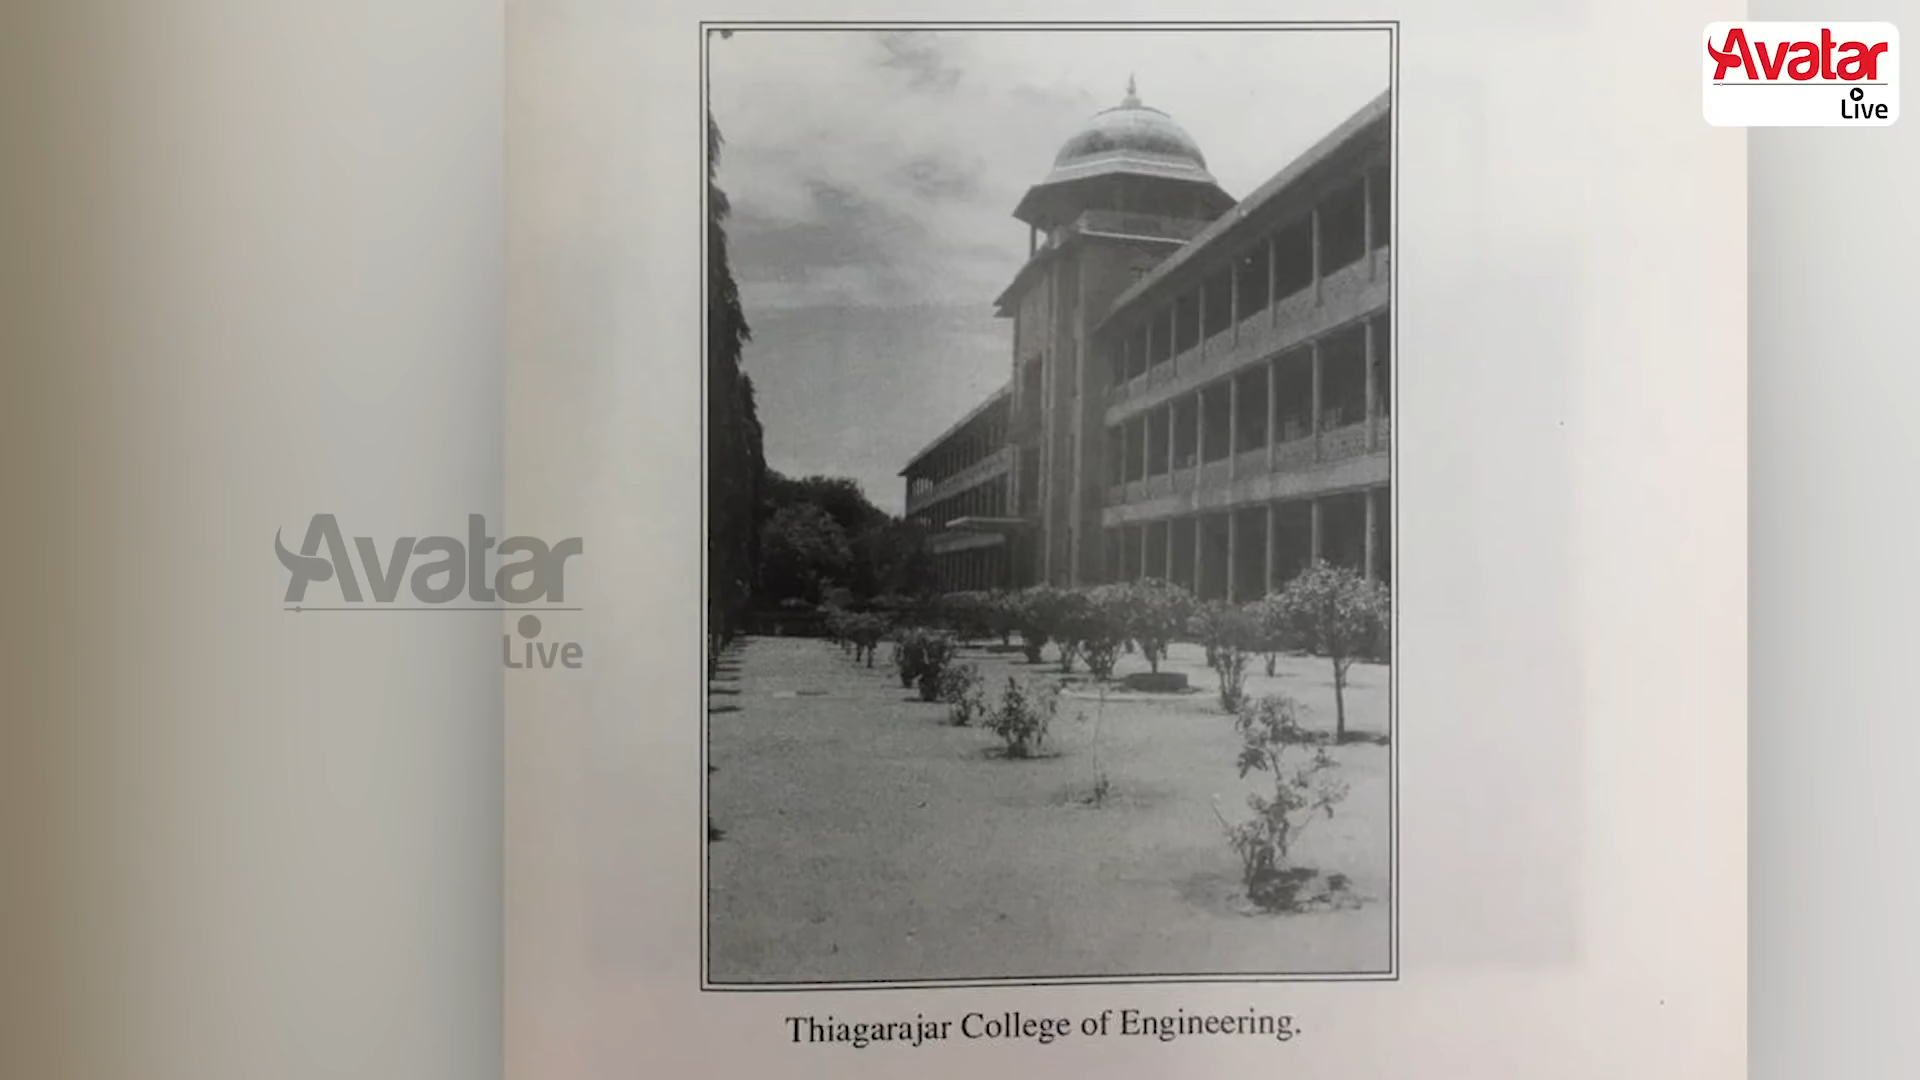 Avatar
Live
Avatar
Live
Thiagarajar College of Engineering.